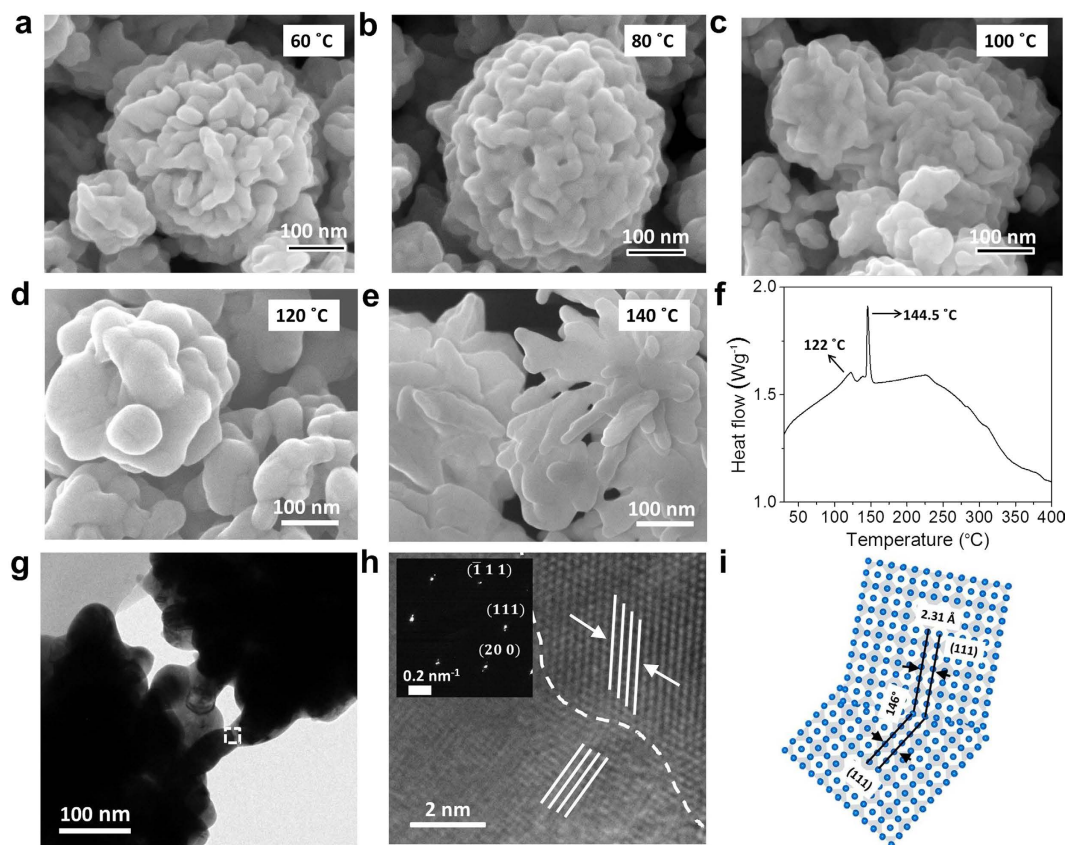 a
60 ˚C
100 nm
b
80 ˚C
100 nm
c
100 ˚C
100 nm
d
120 ˚C
100 nm
e
140 ˚C
100 nm
f
2.0
1.5
1.0
Heat flow (Wg⁻¹)
122 ˚C
144.5 ˚C
50 100 150 200 250 300 350 400
Temperature (°C)
g
100 nm
h
(1̅ 1 1)
(111)
(20 0)
0.2 nm⁻¹
2 nm
i
2.31 Å
(111)
146°
(111)